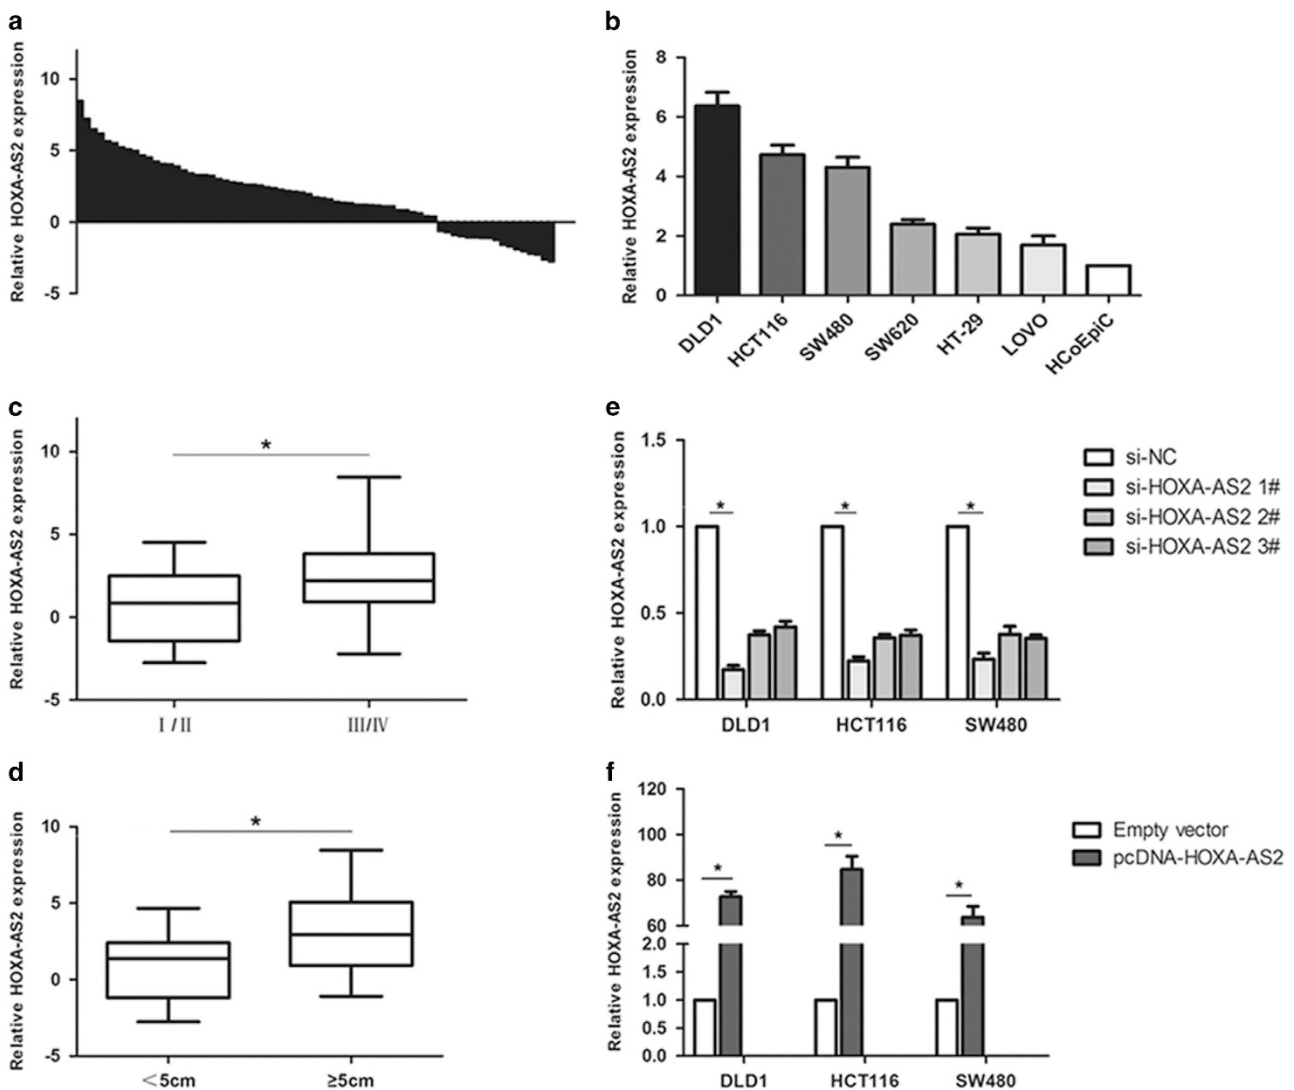 a
Relative HOXA-AS2 expression
10
5
0
-5
b
Relative HOXA-AS2 expression
8
6
4
2
0
DLD1
HCT116
SW480
SW620
HT-29
LOVO
HCoEpiC
c
Relative HOXA-AS2 expression
10
5
0
-5
*
I / II
III/IV
e
Relative HOXA-AS2 expression
1.5
1.0
0.5
0.0
*
*
*
DLD1
HCT116
SW480
si-NC
si-HOXA-AS2 1#
si-HOXA-AS2 2#
si-HOXA-AS2 3#
d
Relative HOXA-AS2 expression
10
5
0
-5
*
<5cm
≥5cm
f
Relative HOXA-AS2 expression
120
100
80
60
2.0
1.5
1.0
0.5
0.0
*
*
*
DLD1
HCT116
SW480
Empty vector
pcDNA-HOXA-AS2